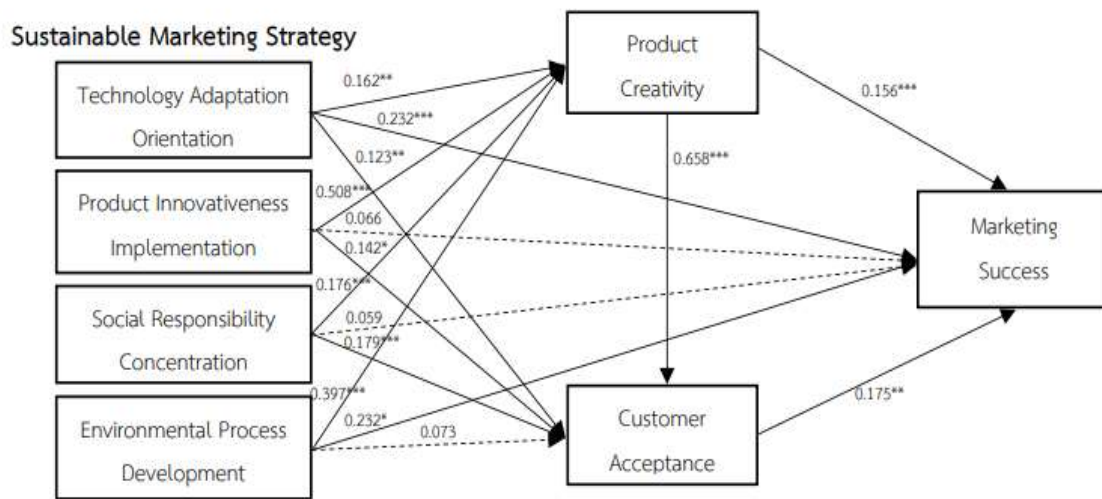 Sustainable Marketing Strategy
Product
Creativity
Technology Adaptation
Orientation
0.162**
0.232***
0.156***
0.123**
0.658***
0.508***
Product Innovativeness
Implementation
0.066
0.142*
Marketing
Success
0.176***
Social Responsibility
Concentration
0.059
0.179***
0.397***
0.232*
0.073
0.175**
Environmental Process
Development
Customer
Acceptance